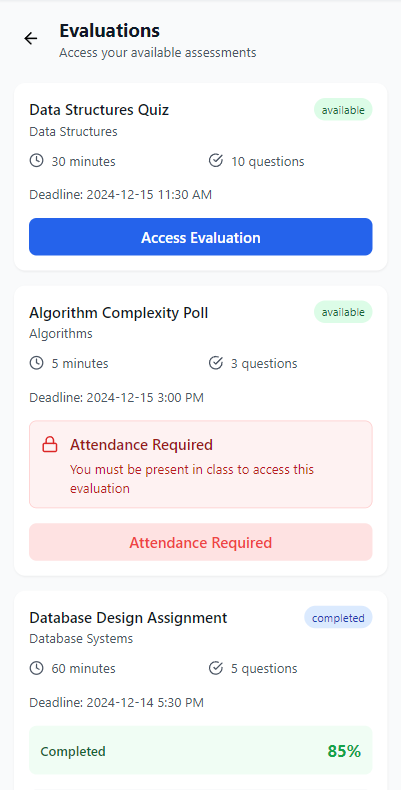 Evaluations
Access your available assessments
Data Structures Quiz
available
Data Structures
30 minutes
10 questions
Deadline: 2024-12-15 11:30 AM
Access Evaluation
Algorithm Complexity Poll
available
Algorithms
5 minutes
3 questions
Deadline: 2024-12-15 3:00 PM
Attendance Required
You must be present in class to access this
evaluation
Attendance Required
Database Design Assignment
completed
Database Systems
60 minutes
5 questions
Deadline: 2024-12-14 5:30 PM
Completed
85%